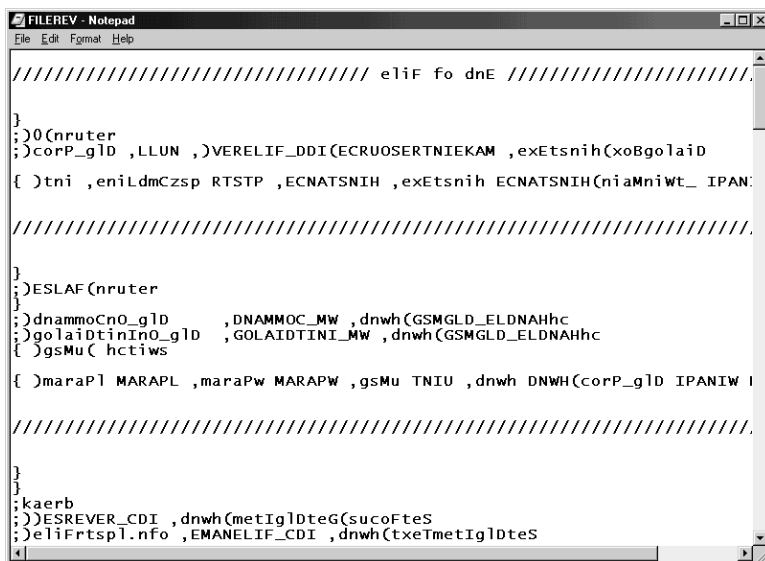 FILEREV - Notepad
File Edit Format Help
////////////////////////////////// eliF fo dnE ///////////////////////
}
;)0(nruter
;)corP_glD ,LLUN ,)VERELIF_DDI(ECRUOSERTNIEKAM ,exEtsnih(xoBgolaiD
{ )tni ,eniLdmCzsp RTSTP ,ECNATSNIH ,exEtsnih ECNATSNIH(niaMniWt_ IPANI
//////////////////////////////////////////////////////////////////////
}
;)ESLAF(nruter
}
;)dnammoCnO_glD ,DNAMMOC_MW ,dnwh(GSMGLD_ELDNAHhc
;)golaiDtinInO_glD ,GOLAIDTINI_MW ,dnwh(GSMGLD_ELDNAHhc
{ )gsMu( hctiws
{ )maraPl MARAPL ,maraPw MARAPW ,gsMu TNIU ,dnwh DNWH(corP_glD IPANIW
//////////////////////////////////////////////////////////////////////
}
}
;kaerb
;))ESREVER_CDI ,dnwh(metIglDteG(sucoFteS
;)eliFrtspl.nfo ,EMANELIF_CDI ,dnwh(txeTmetIglDteS